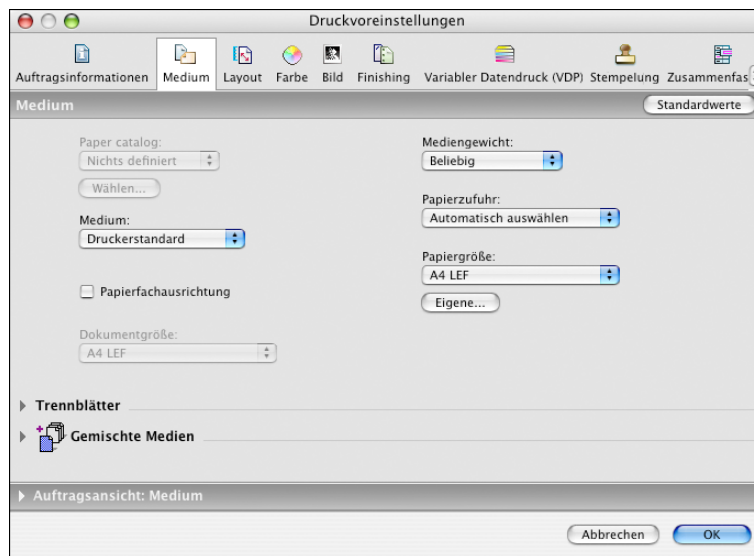 Druckvoreinstellungen
Auftragsinformationen Medium Layout Farbe Bild Finishing Variabler Datendruck (VDP) Stempelung Zusammenfas
Medium Standardwerte
Paper catalog:
Nichts definiert
Wählen...
Medium:
Druckerstandard
Papierfachausrichtung
Dokumentgröße:
A4 LEF
Mediengewicht:
Beliebig
Papierzufuhr:
Automatisch auswählen
Papiergröße:
A4 LEF
Eigene...
Trennblätter
Gemischte Medien
Auftragsansicht: Medium
Abbrechen OK